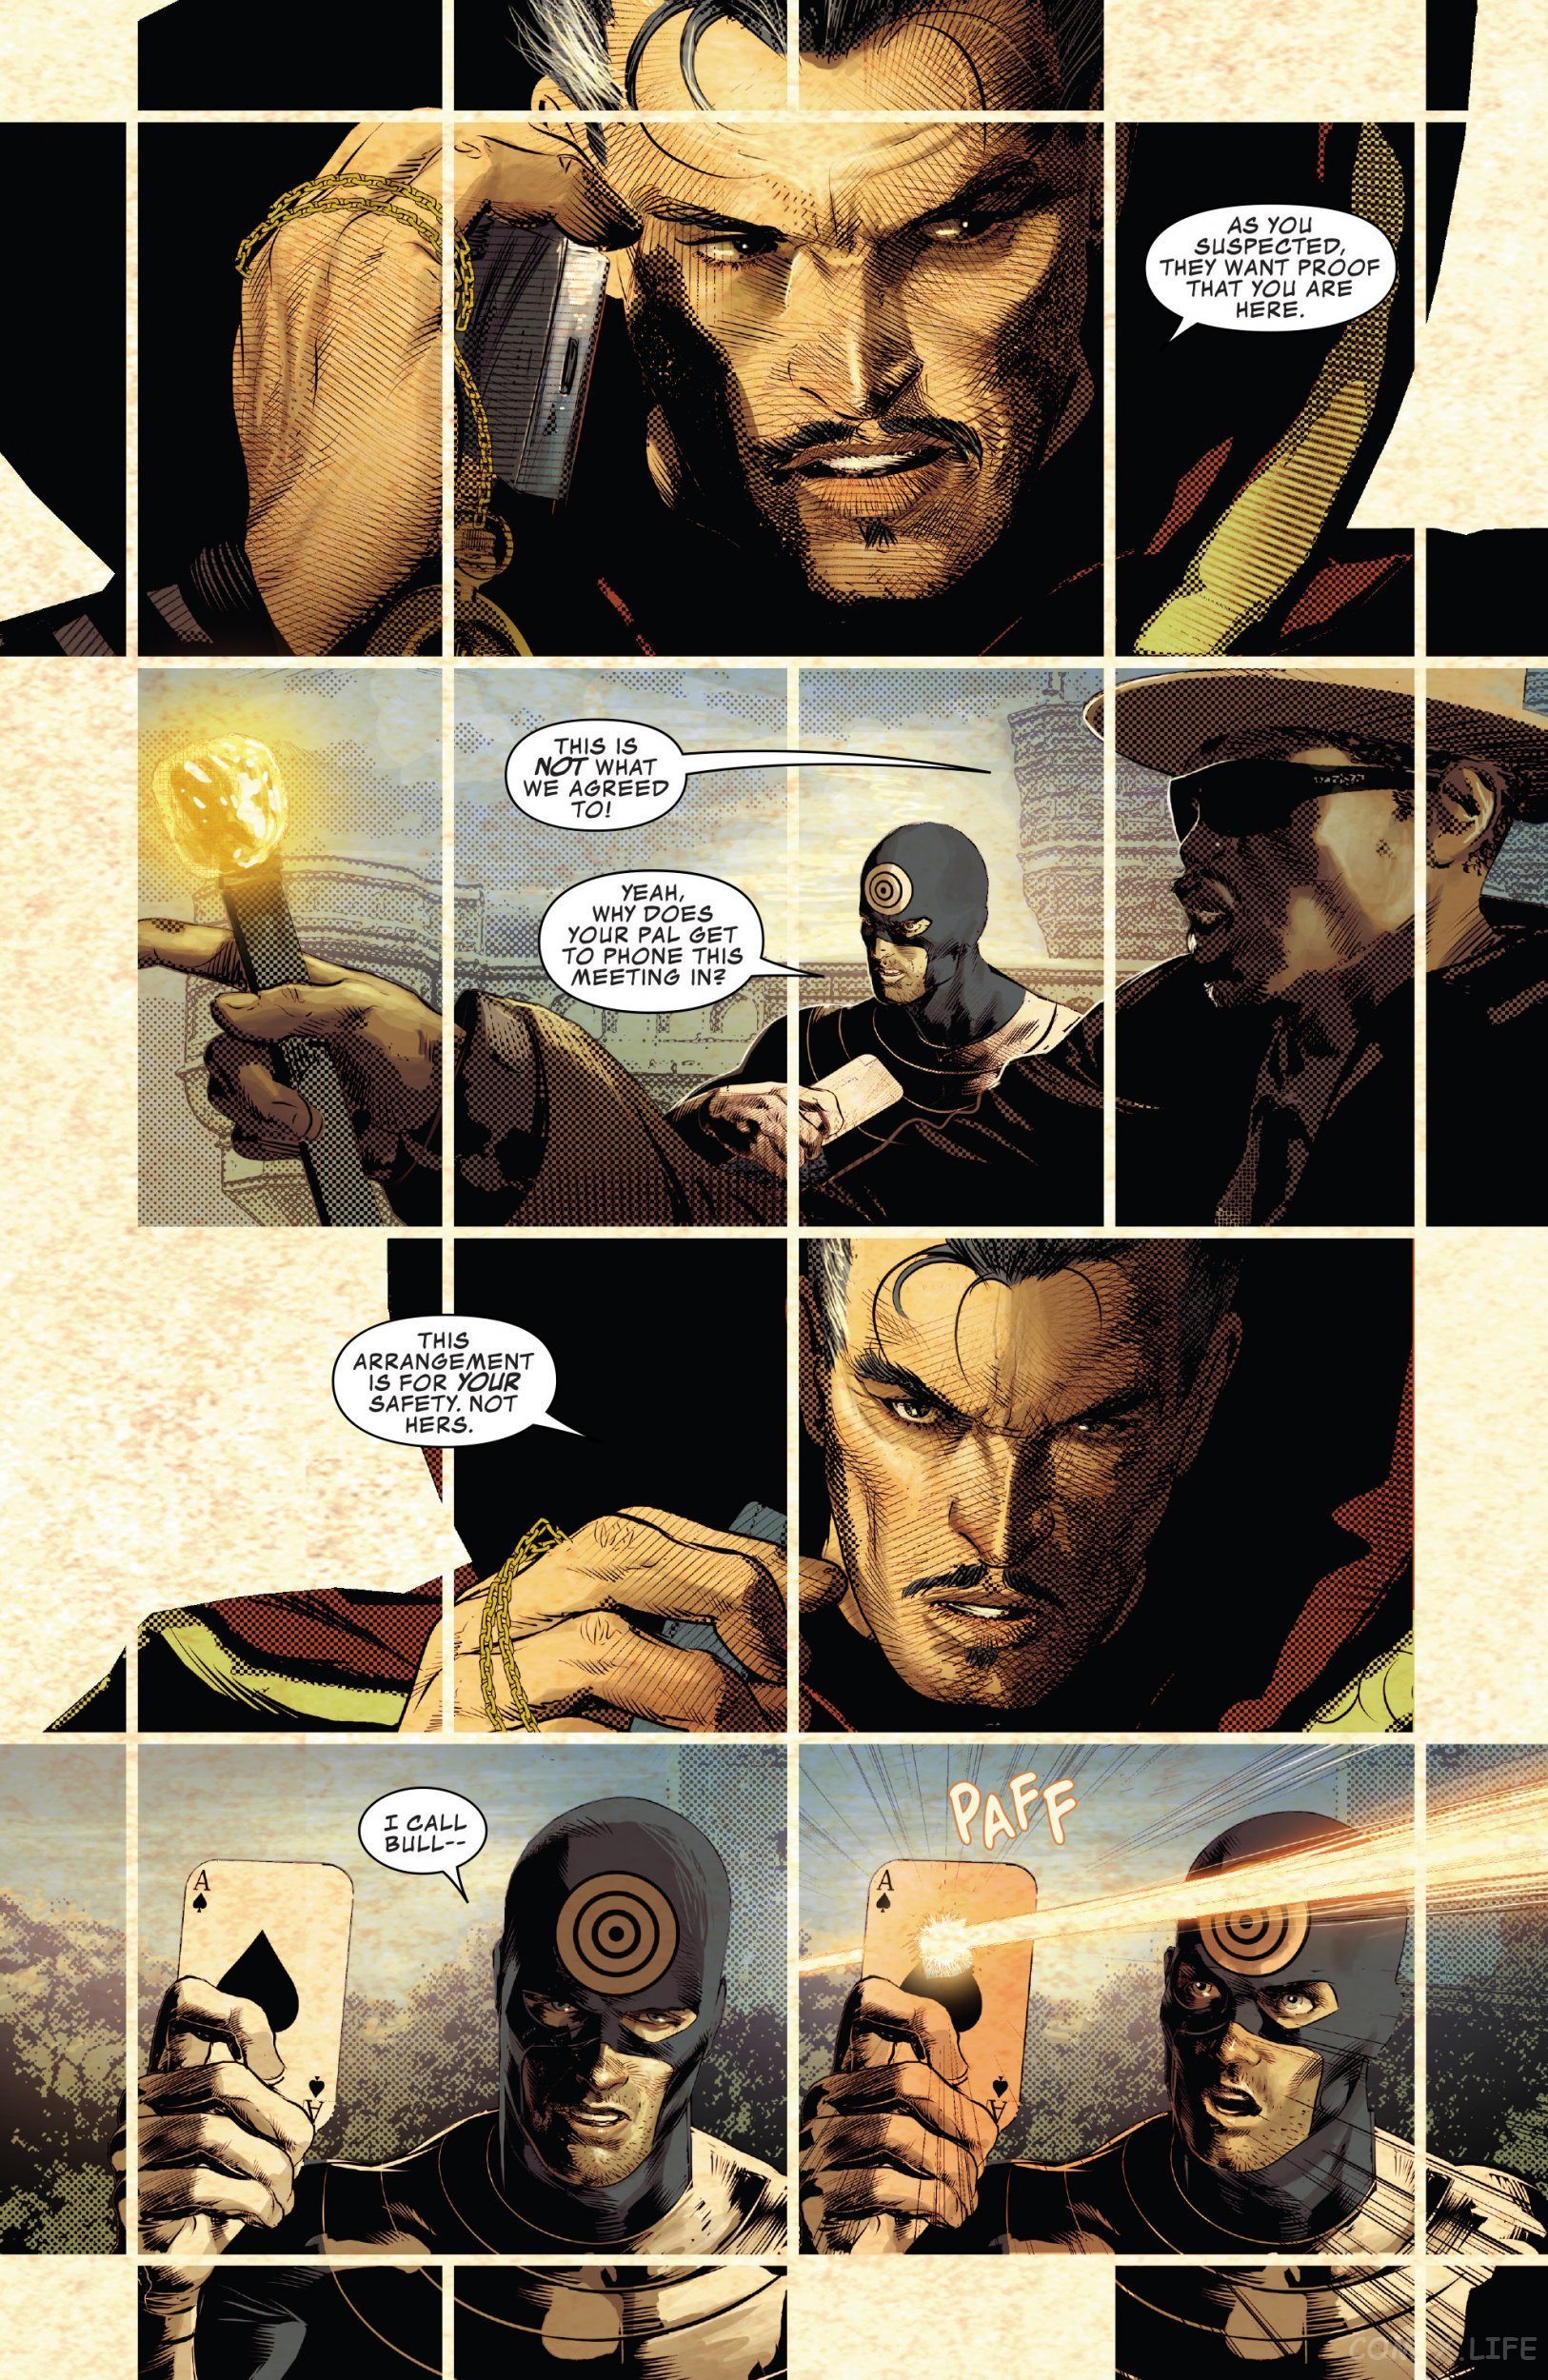 AS YOU
SUSPECTED,
THEY WANT PROOF
THAT YOU ARE
HERE.
THIS IS
NOT WHAT
WE AGREED
TO!
YEAH,
WHY DOES
YOUR PAL GET
TO PHONE THIS
MEETING IN?
THIS
ARRANGEMENT
IS FOR YOUR
SAFETY. NOT
HERS.
I CALL
BULL--
A
A
PAFF
A
A